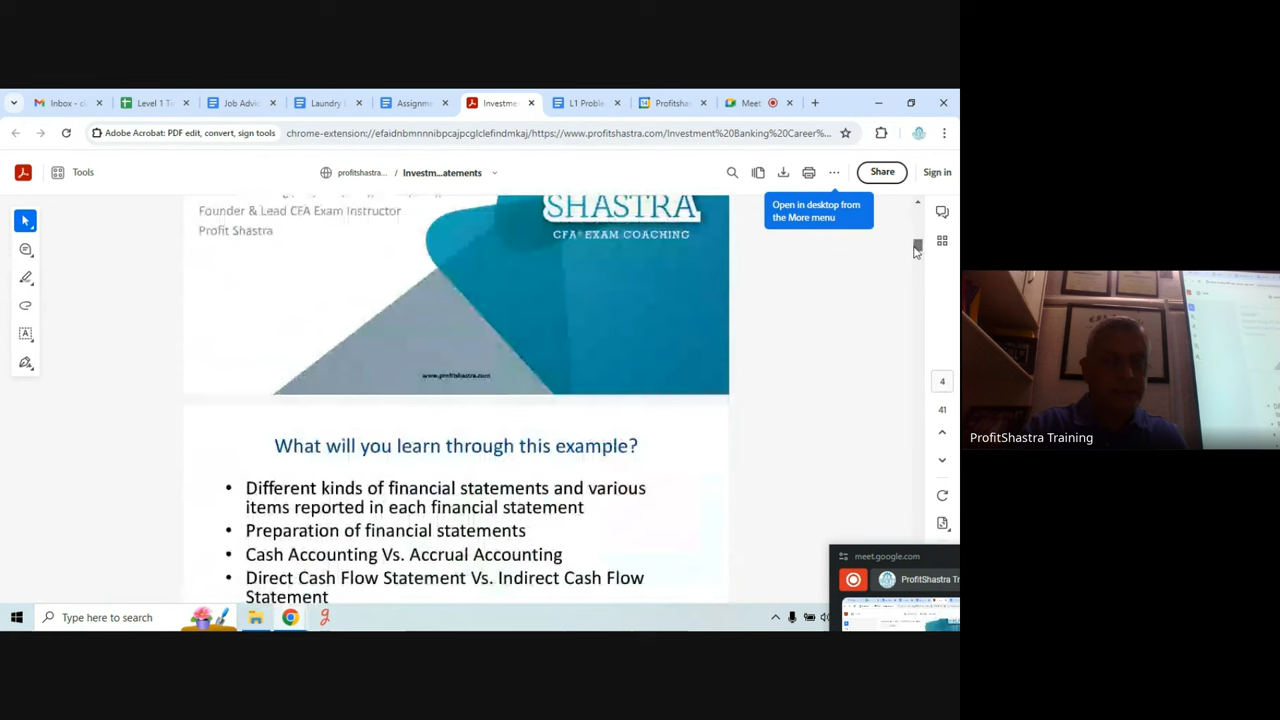 Inbox - c
Level 1 Ti
Job Advic
Laundry L
Assignme
Investme
L1 Proble
Profitsha
Meet
Adobe Acrobat: PDF edit, convert, sign tools
chrome-extension://efaidnbmnnnibpcajpcglclefindmkaj/https://www.profitshastra.com/Investment%20Banking%20Career%...
Tools
profitshastra... / Investm...atements
Share
Sign in
Open in desktop from
the More menu
Founder & Lead CFA Exam Instructor
Profit Shastra
SHASTRA
CFA® EXAM COACHING
www.profitshastra.com
4
41
What will you learn through this example?
• Different kinds of financial statements and various
items reported in each financial statement
• Preparation of financial statements
• Cash Accounting Vs. Accrual Accounting
• Direct Cash Flow Statement Vs. Indirect Cash Flow
Statement
meet.google.com
ProfitShastra Tr
Type here to search
ProfitShastra Training